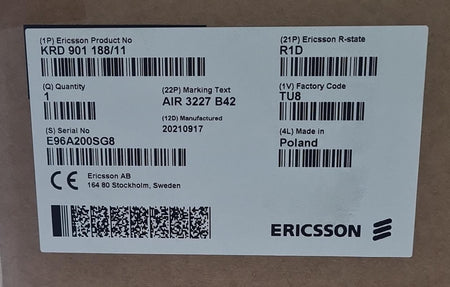 (1P) Ericsson Product No
KRD 901 188/11
(21P) Ericsson R-state
R1D
(Q) Quantity
1
(22P) Marking Text
AIR 3227 B42
(1V) Factory Code
TU8
(12D) Manufactured
20210917
(S) Serial No
E96A200SG8
(4L) Made in
Poland
CE
Ericsson AB
164 80 Stockholm, Sweden
ERICSSON